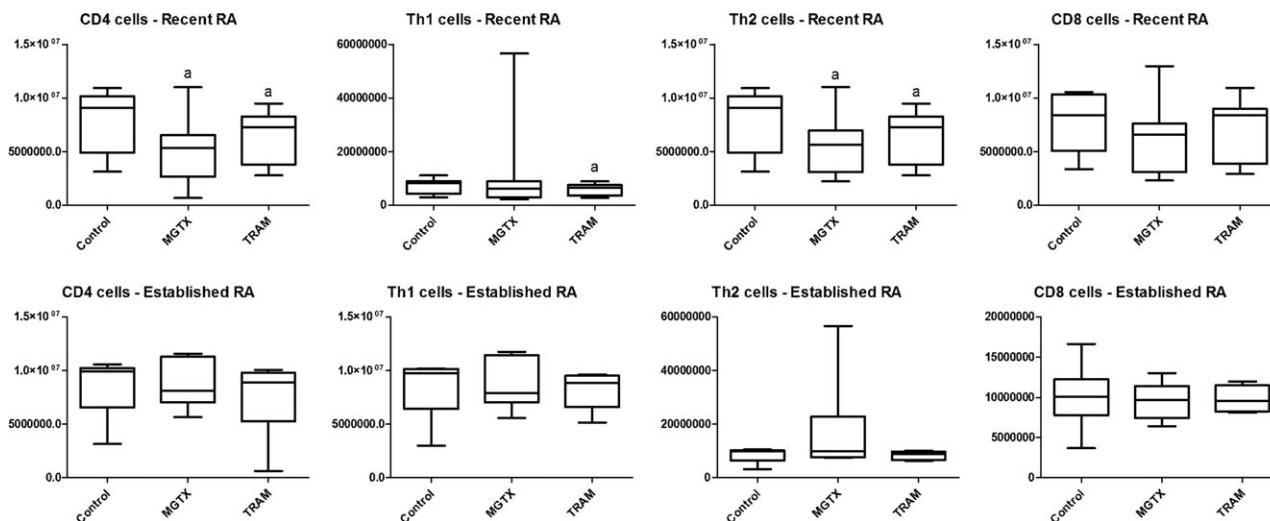 CD4 cells - Recent RA
1.5×10 07
1.0×10 07
5000000.0
0.0
a
a
Control
MGTX
TRAM
Th1 cells - Recent RA
60000000
40000000
20000000
0
a
Control
MGTX
TRAM
Th2 cells - Recent RA
1.5×10 07
1.0×10 07
5000000.0
0.0
a
a
Control
MGTX
TRAM
CD8 cells - Recent RA
1.5×10 07
1.0×10 07
5000000.0
0.0
Control
MGTX
TRAM
CD4 cells - Established RA
1.5×10 07
1.0×10 07
5000000.0
0.0
Control
MGTX
TRAM
Th1 cells - Established RA
1.5×10 07
1.0×10 07
5000000.0
0.0
Control
MGTX
TRAM
Th2 cells - Established RA
60000000
40000000
20000000
0
Control
MGTX
TRAM
CD8 cells - Established RA
20000000
15000000
10000000
5000000
0
Control
MGTX
TRAM